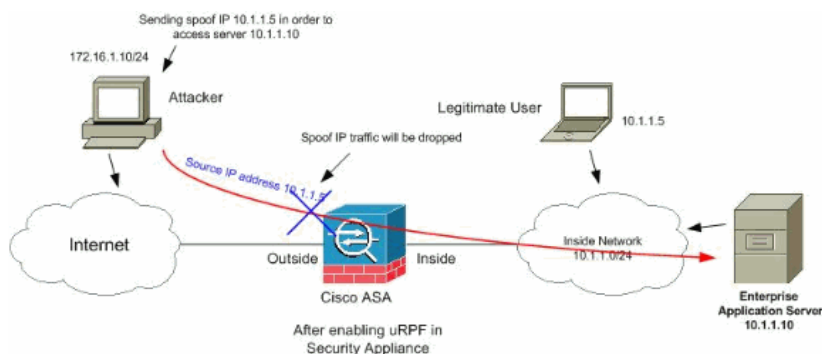 Sending spoof IP 10.1.1.5 in order to
access server 10.1.1.10
172.16.1.10/24
Attacker
Legitimate User
10.1.1.5
Spoof IP traffic will be dropped
Source IP address 10.1.1.5
Internet
Outside
Inside
Inside Network
10.1.1.0/24
Cisco ASA
Enterprise
Application Server
10.1.1.10
After enabling uRPF in
Security Appliance